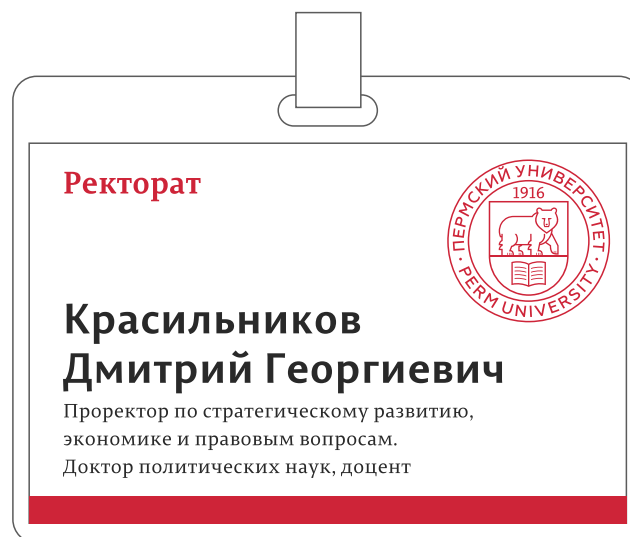 Ректорат
ПЕРМСКИЙ УНИВЕРСИТЕТ
1916
PERM UNIVERSITY
Красильников
Дмитрий Георгиевич
Проректор по стратегическому развитию,
экономике и правовым вопросам.
Доктор политических наук, доцент